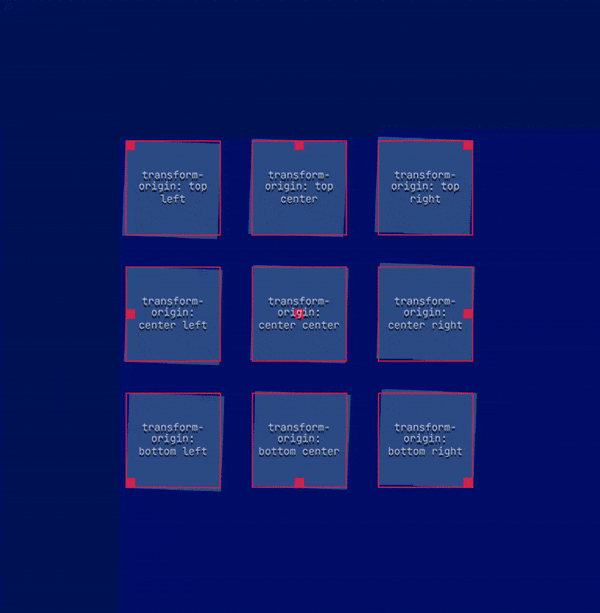 transform-
origin: top
left
transform-
origin: top
center
transform-
origin: top
right
transform-
origin:
center left
transform-
origin:
center center
transform-
origin:
center right
transform-
origin:
bottom left
transform-
origin:
bottom center
transform-
origin:
bottom right